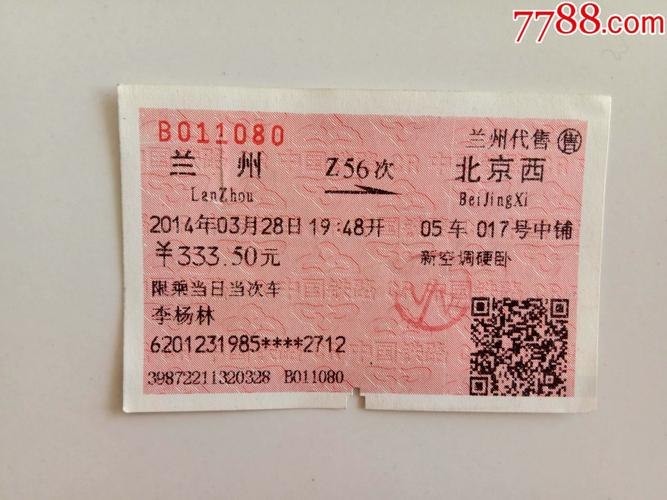 7788.com
B011080
兰州代售 售
兰州 Z56次 北京西
LanZhou BeiJingXi
2014年03月28日19:48开 05车 017号中铺
￥333.50元 新空调硬卧
限乘当日当次车
李杨林
6201231985****2712
39872211320328 B011080